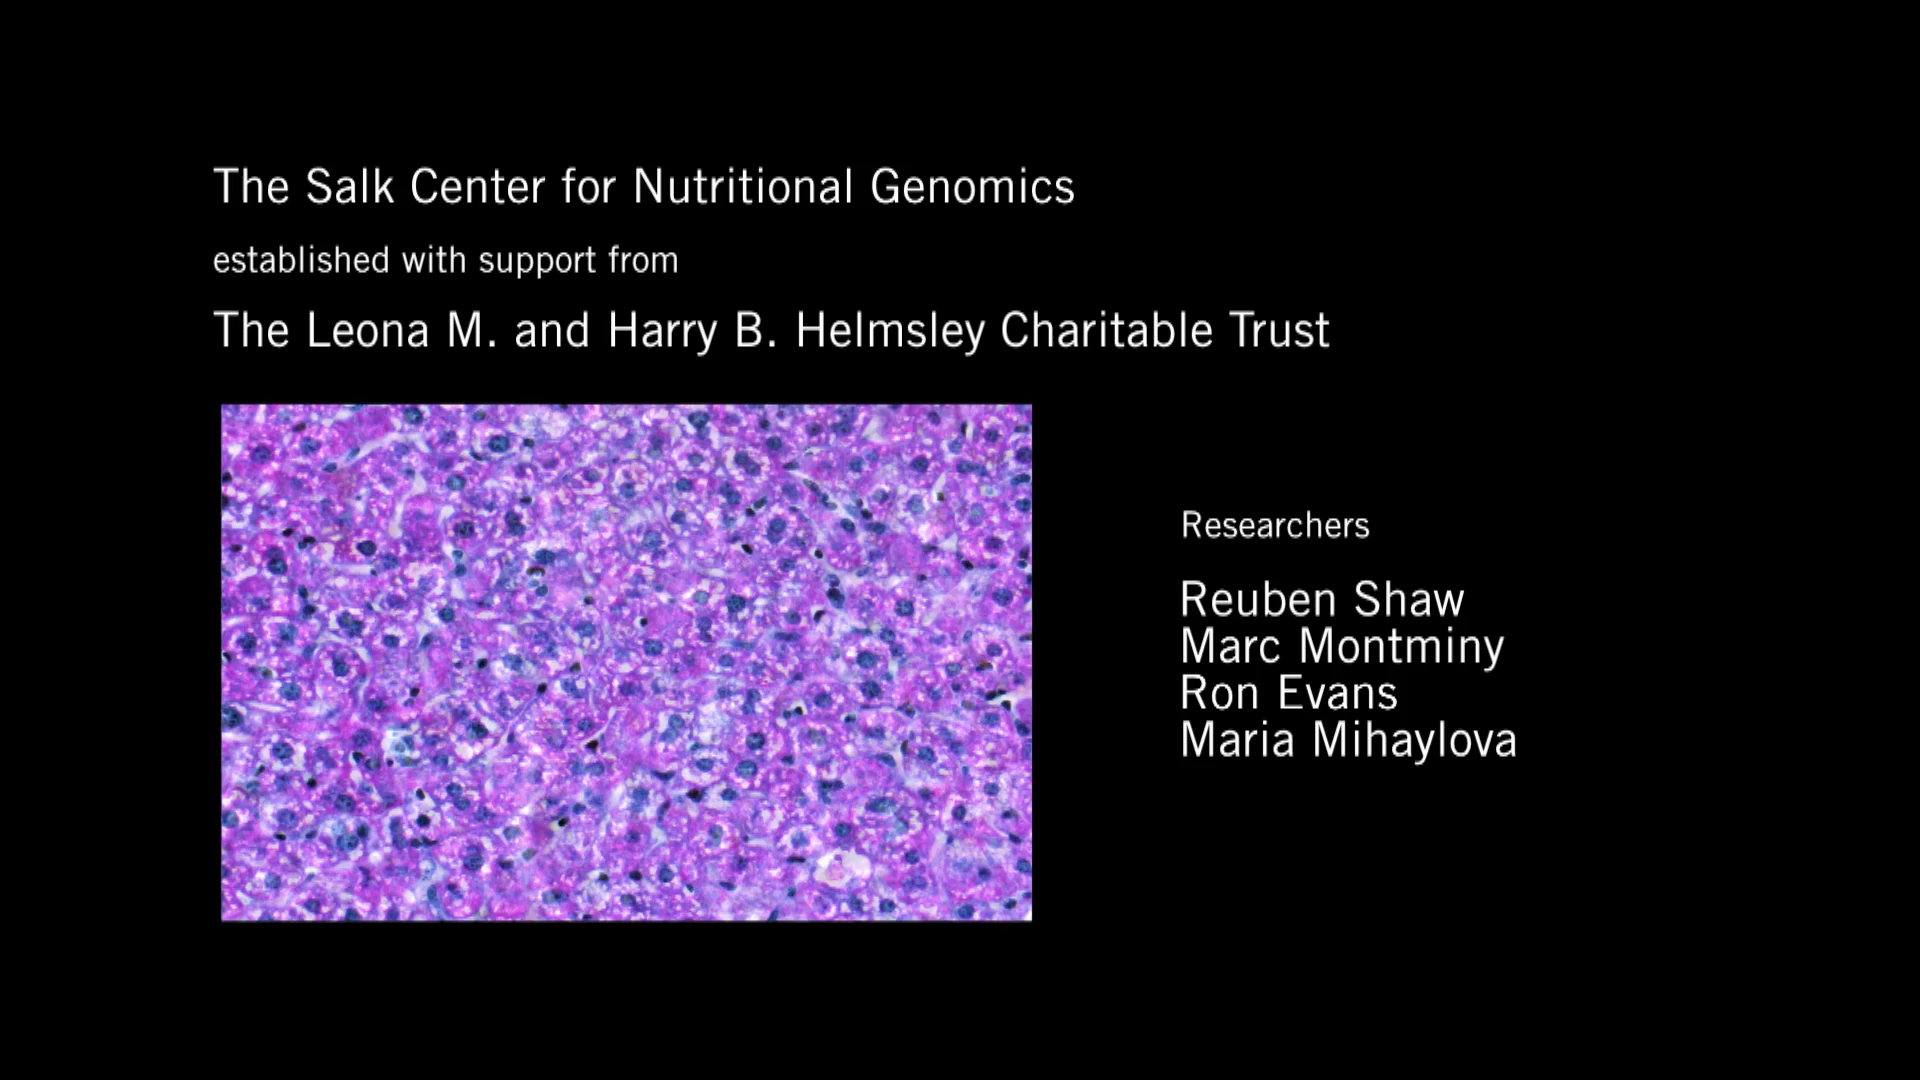 The Salk Center for Nutritional Genomics
established with support from
The Leona M. and Harry B. Helmsley Charitable Trust
Researchers
Reuben Shaw
Marc Montminy
Ron Evans
Maria Mihaylova